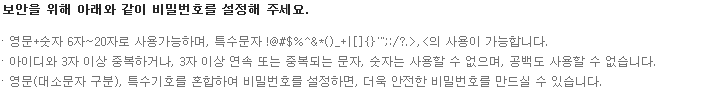 보안을 위해 아래와 같이 비밀번호를 설정해 주세요.
· 영문+숫자 6자~20자로 사용가능하며, 특수문자 !@#$%^&*()_+|[]{}'";:/?.>,<의 사용이 가능합니다.
· 아이디와 3자 이상 중복하거나, 3자 이상 연속 또는 중복되는 문자, 숫자는 사용할 수 없으며, 공백도 사용할 수 없습니다.
· 영문(대소문자 구분), 특수기호를 혼합하여 비밀번호를 설정하면, 더욱 안전한 비밀번호를 만드실 수 있습니다.